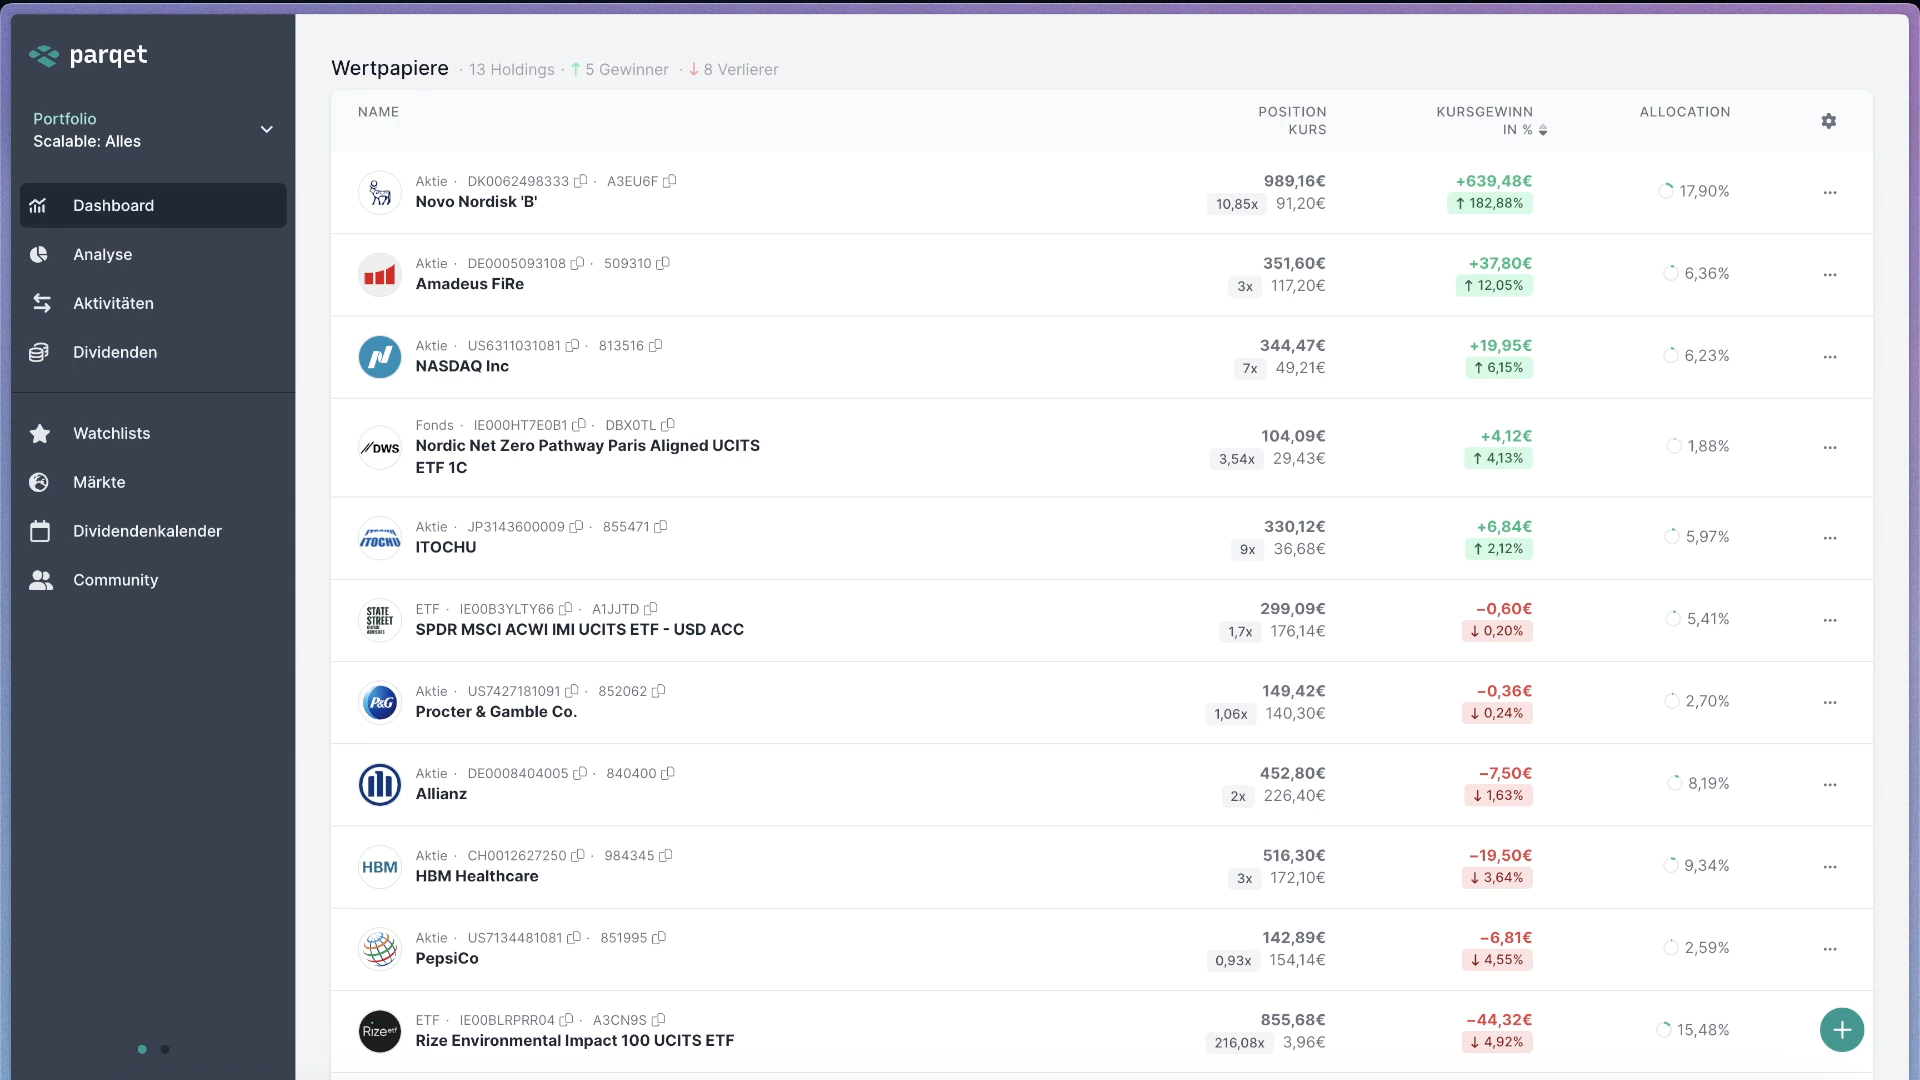 parqet
Portfolio
Scalable: Alles
Dashboard
Analyse
Aktivitäten
Dividenden
Watchlists
Märkte
Dividendenkalender
Community
Wertpapiere · 13 Holdings · ↑ 5 Gewinner · ↓ 8 Verlierer
NAME
POSITION
KURS
KURSGEWINN
IN %
ALLOCATION
Aktie · DK0062498333 · A3EU6F
Novo Nordisk 'B'
989,16€
10,85x 91,20€
+639,48€
↑ 182,88%
17,90%
Aktie · DE0005093108 · 509310
Amadeus FiRe
351,60€
3x 117,20€
+37,80€
↑ 12,05%
6,36%
Aktie · US6311031081 · 813516
NASDAQ Inc
344,47€
7x 49,21€
+19,95€
↑ 6,15%
6,23%
DWS
Fonds · IE000HT7E0B1 · DBX0TL
Nordic Net Zero Pathway Paris Aligned UCITS
ETF 1C
104,09€
3,54x 29,43€
+4,12€
↑ 4,13%
1,88%
ITOCHU
Aktie · JP3143600009 · 855471
ITOCHU
330,12€
9x 36,68€
+6,84€
↑ 2,12%
5,97%
STATE
STREET
ETF · IE00B3YLTY66 · A1JJTD
SPDR MSCI ACWI IMI UCITS ETF - USD ACC
299,09€
1,7x 176,14€
−0,60€
↓ 0,20%
5,41%
P&G
Aktie · US7427181091 · 852062
Procter & Gamble Co.
149,42€
1,06x 140,30€
−0,36€
↓ 0,24%
2,70%
Aktie · DE0008404005 · 840400
Allianz
452,80€
2x 226,40€
−7,50€
↓ 1,63%
8,19%
HBM
Aktie · CH0012627250 · 984345
HBM Healthcare
516,30€
3x 172,10€
−19,50€
↓ 3,64%
9,34%
Aktie · US7134481081 · 851995
PepsiCo
142,89€
0,93x 154,14€
−6,81€
↓ 4,55%
2,59%
Rize etf
ETF · IE00BLRPRR04 · A3CN9S
Rize Environmental Impact 100 UCITS ETF
855,68€
216,08x 3,96€
−44,32€
↓ 4,92%
15,48%